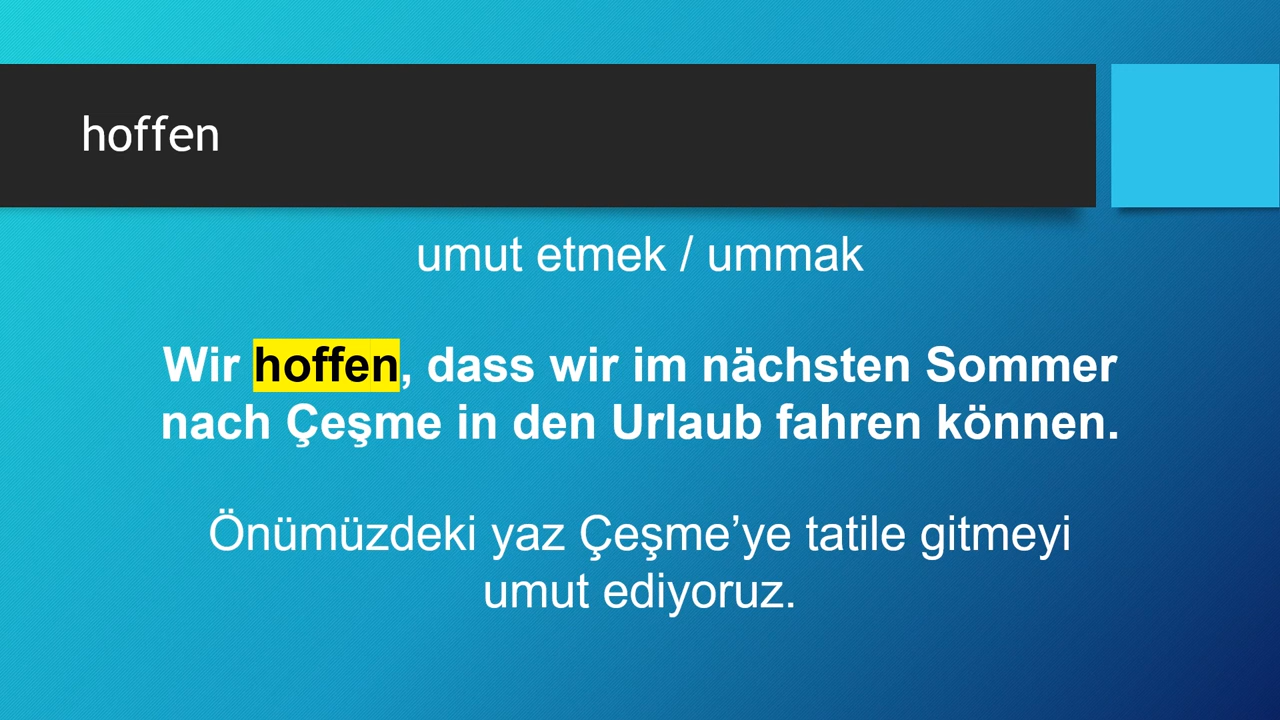 hoffen
umut etmek / ummak
Wir hoffen, dass wir im nächsten Sommer
nach Çeşme in den Urlaub fahren können.
Önümüzdeki yaz Çeşme’ye tatile gitmeyi
umut ediyoruz.